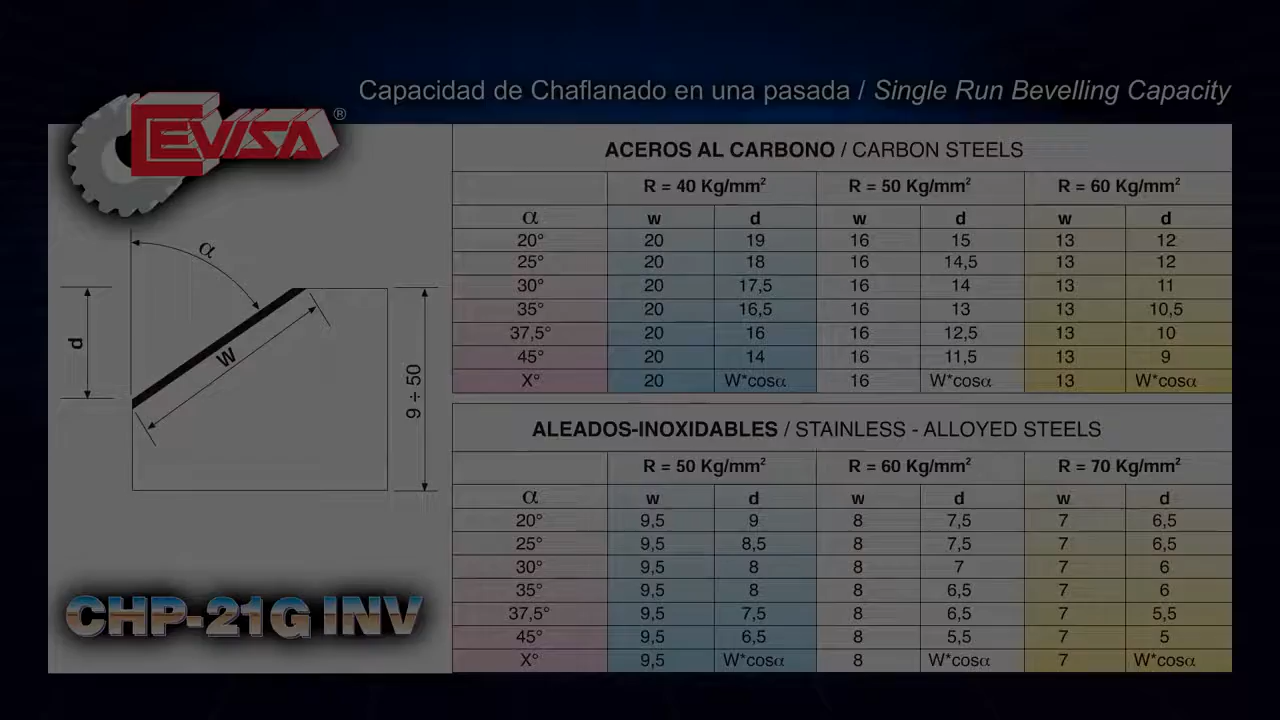 Capacidad de Chaflanado en una pasada / Single Run Bevelling Capacity
CEVISA®
α
d
W
9 ÷ 50
CHP-21G INV
ACEROS AL CARBONO / CARBON STEELS
R = 40 Kg/mm² R = 50 Kg/mm² R = 60 Kg/mm²
α w d w d w d
20° 20 19 16 15 13 12
25° 20 18 16 14,5 13 12
30° 20 17,5 16 14 13 11
35° 20 16,5 16 13 13 10,5
37,5° 20 16 16 12,5 13 10
45° 20 14 16 11,5 13 9
X° 20 W*cosα 16 W*cosα 13 W*cosα
ALEADOS-INOXIDABLES / STAINLESS - ALLOYED STEELS
R = 50 Kg/mm² R = 60 Kg/mm² R = 70 Kg/mm²
α w d w d w d
20° 9,5 9 8 7,5 7 6,5
25° 9,5 8,5 8 7,5 7 6,5
30° 9,5 8 8 7 7 6
35° 9,5 8 8 6,5 7 6
37,5° 9,5 7,5 8 6,5 7 5,5
45° 9,5 6,5 8 5,5 7 5
X° 9,5 W*cosα 8 W*cosα 7 W*cosα